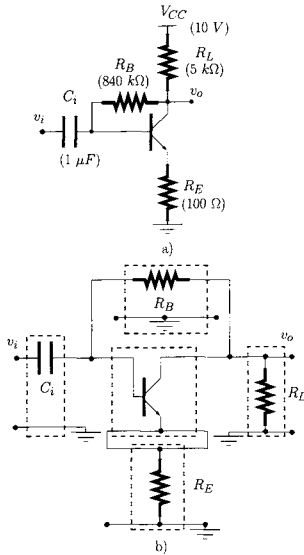 V_CC
(10 V)
R_B
(840 kΩ)
R_L
(5 kΩ)
C_i
v_i
v_o
(1 μF)
R_E
(100 Ω)
a)
R_B
v_i
v_o
C_i
R_L
R_E
b)